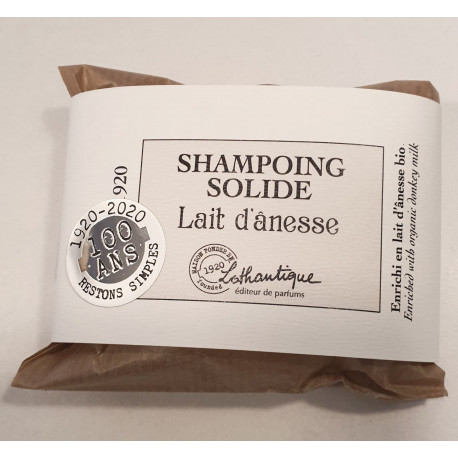 SHAMPOING
SOLIDE
Lait d'ânesse
MAISON FONDÉE EN
1920
founded
Lothantique
éditeur de parfums
Enrichi en lait d'ânesse bio
Enriched with organic donkey milk
920
1920-2020
100
ANS
RESTONS SIMPLES